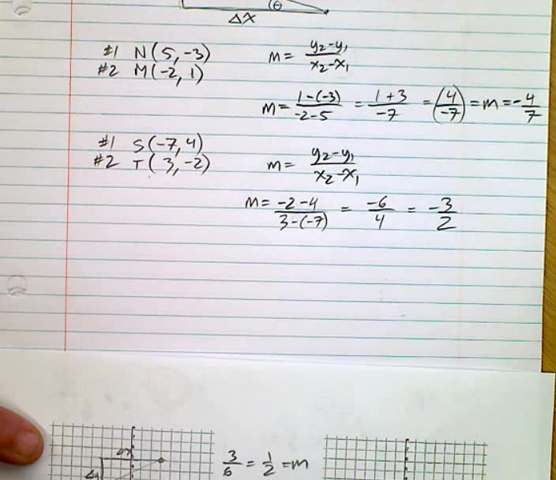 ΔX
θ
#1 N(5, -3) m = y₂-y₁/x₂-x₁
#2 M(-2, 1)
m = 1-(-3)/-2-5 = 1+3/-7 = (4/-7) = m = -4/7
#1 S(-7, 4)
#2 T(3, -2) m = y₂-y₁/x₂-x₁
m = -2-4/3-(-7) = -6/4 = -3/2
3/6 = 1/2 = m